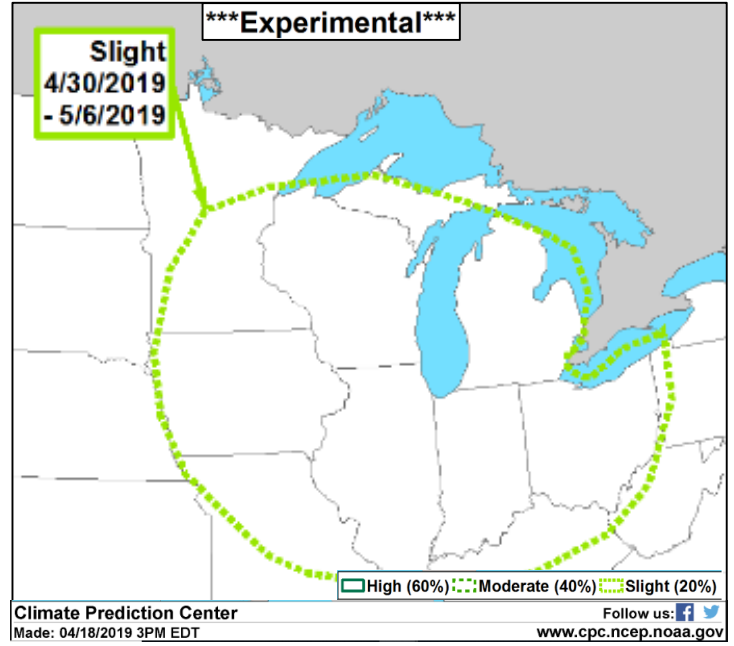 ***Experimental***
Slight
4/30/2019
- 5/6/2019
High (60%) Moderate (40%) Slight (20%)
Climate Prediction Center
Follow us:
Made: 04/18/2019 3PM EDT
www.cpc.ncep.noaa.gov